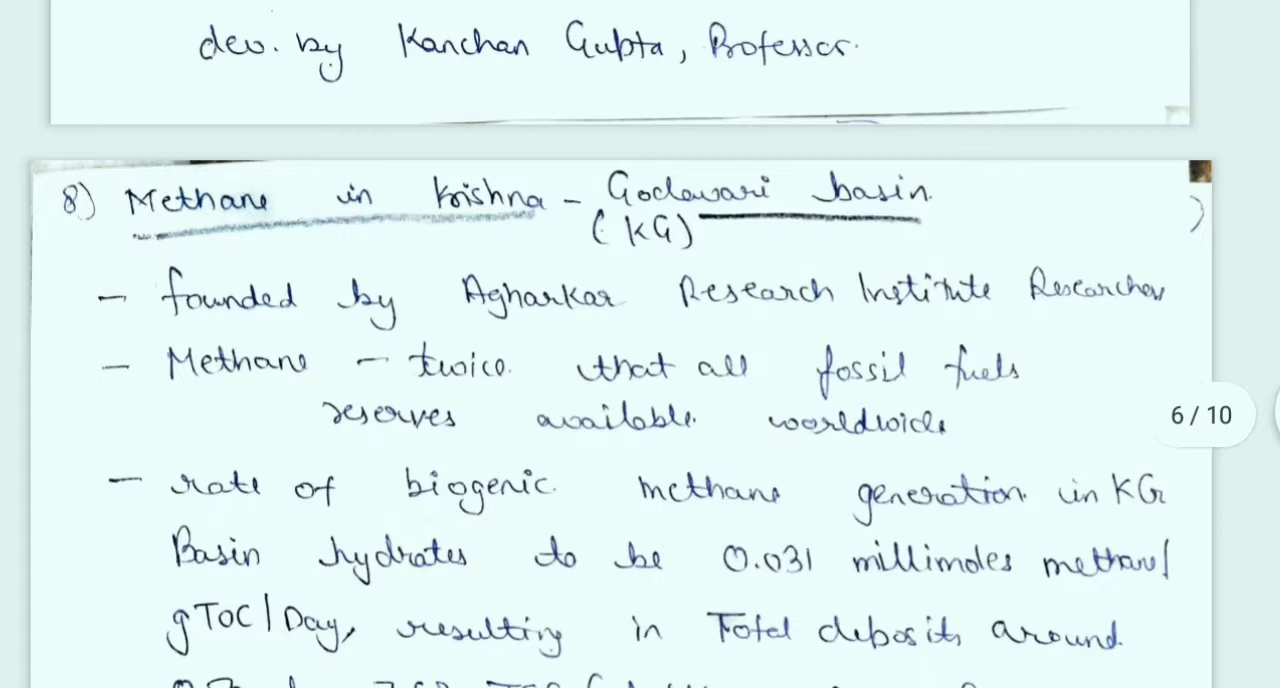 dev. by Kanchan Gupta, Professor.
8) Methane in Krishna - Godavari basin.
(KG)
- founded by Agharkar Research Institute Researcher
- Methane - twice that all fossil fuels
reserves available worldwide
6 / 10
- rate of biogenic methane generation in KG
Basin hydrates to be 0.031 millimoles methane/
gTOC/Day, resulting in Total deposits around